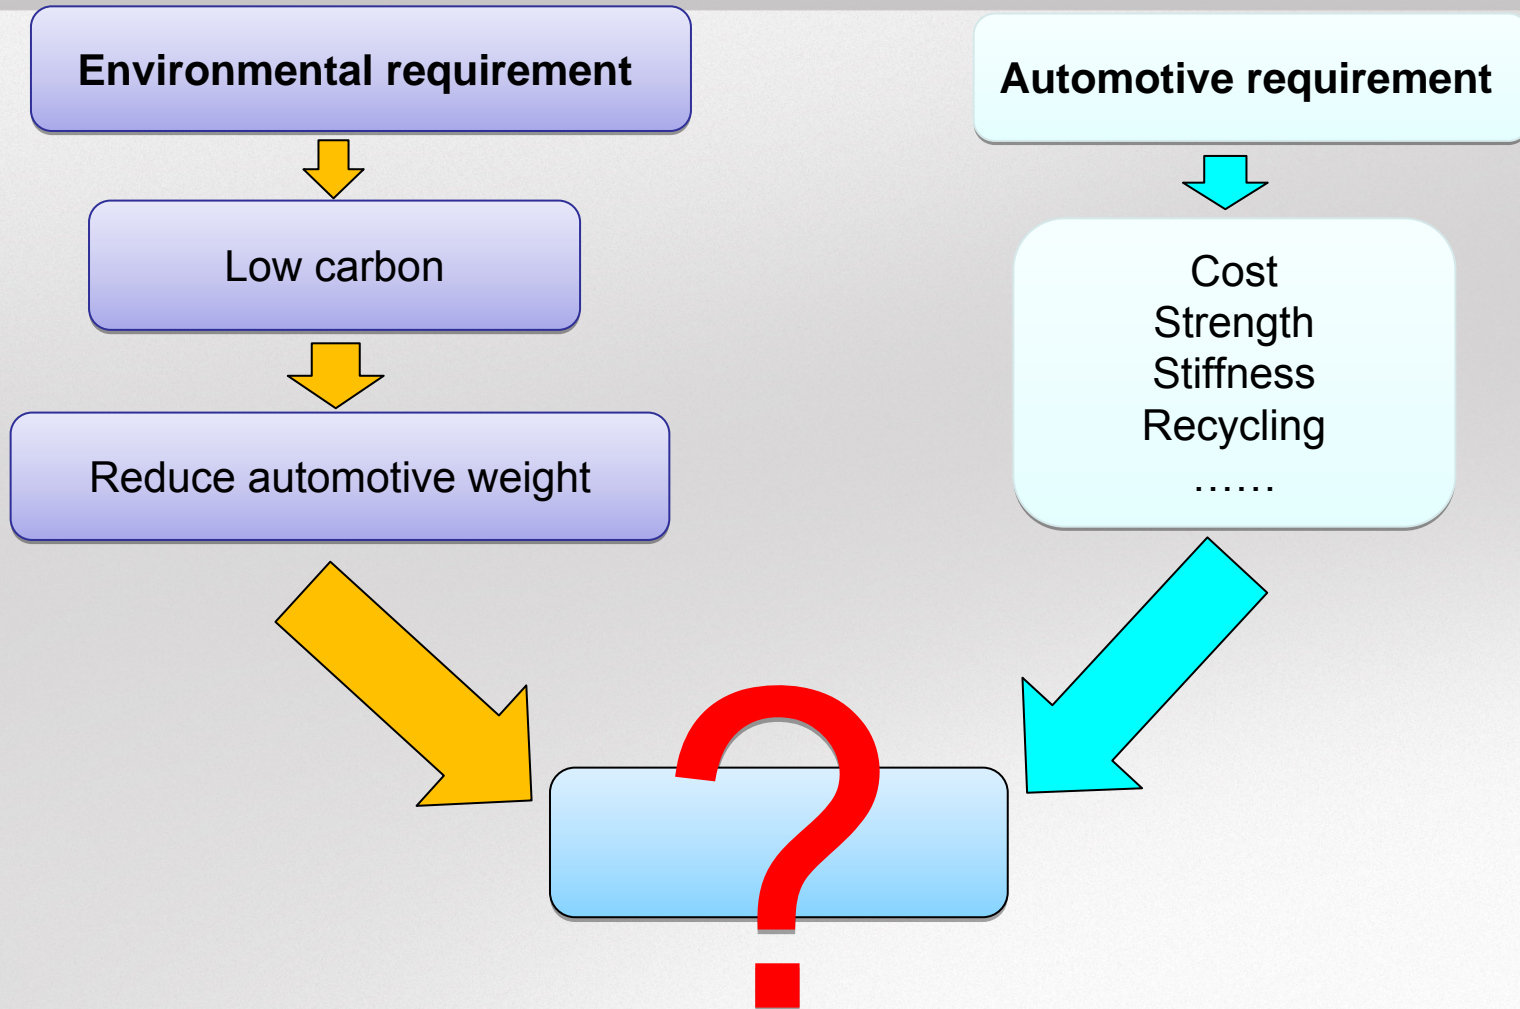 Environmental requirement
Low carbon
Reduce automotive weight
Automotive requirement
Cost
Strength
Stiffness
Recycling
……
?